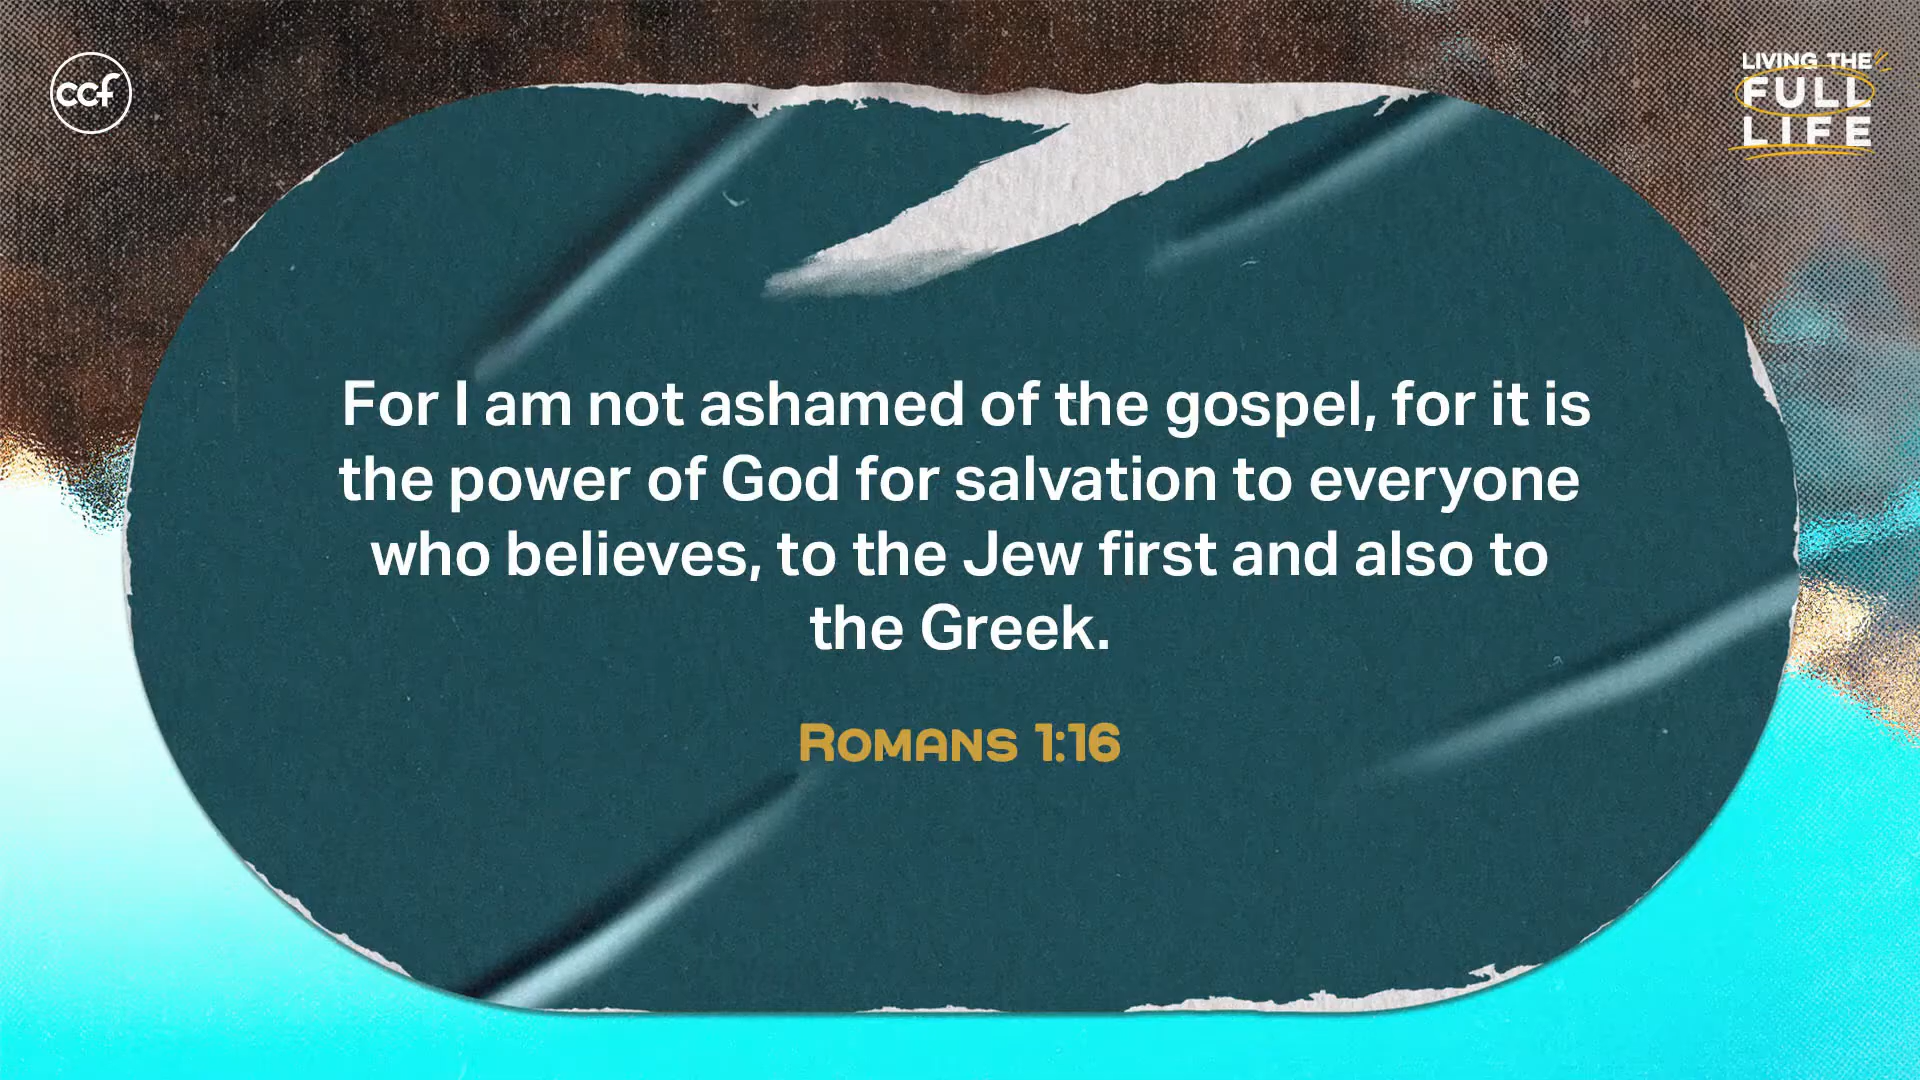 ccf
LIVING THE
FULL
LIFE
For I am not ashamed of the gospel, for it is
the power of God for salvation to everyone
who believes, to the Jew first and also to
the Greek.
ROMANS 1:16